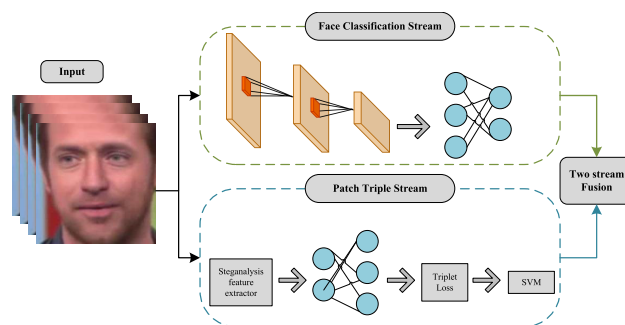 Face Classification Stream
Input
Two stream
Fusion
Patch Triple Stream
Steganalysis
feature
extractor
Triplet
Loss
SVM